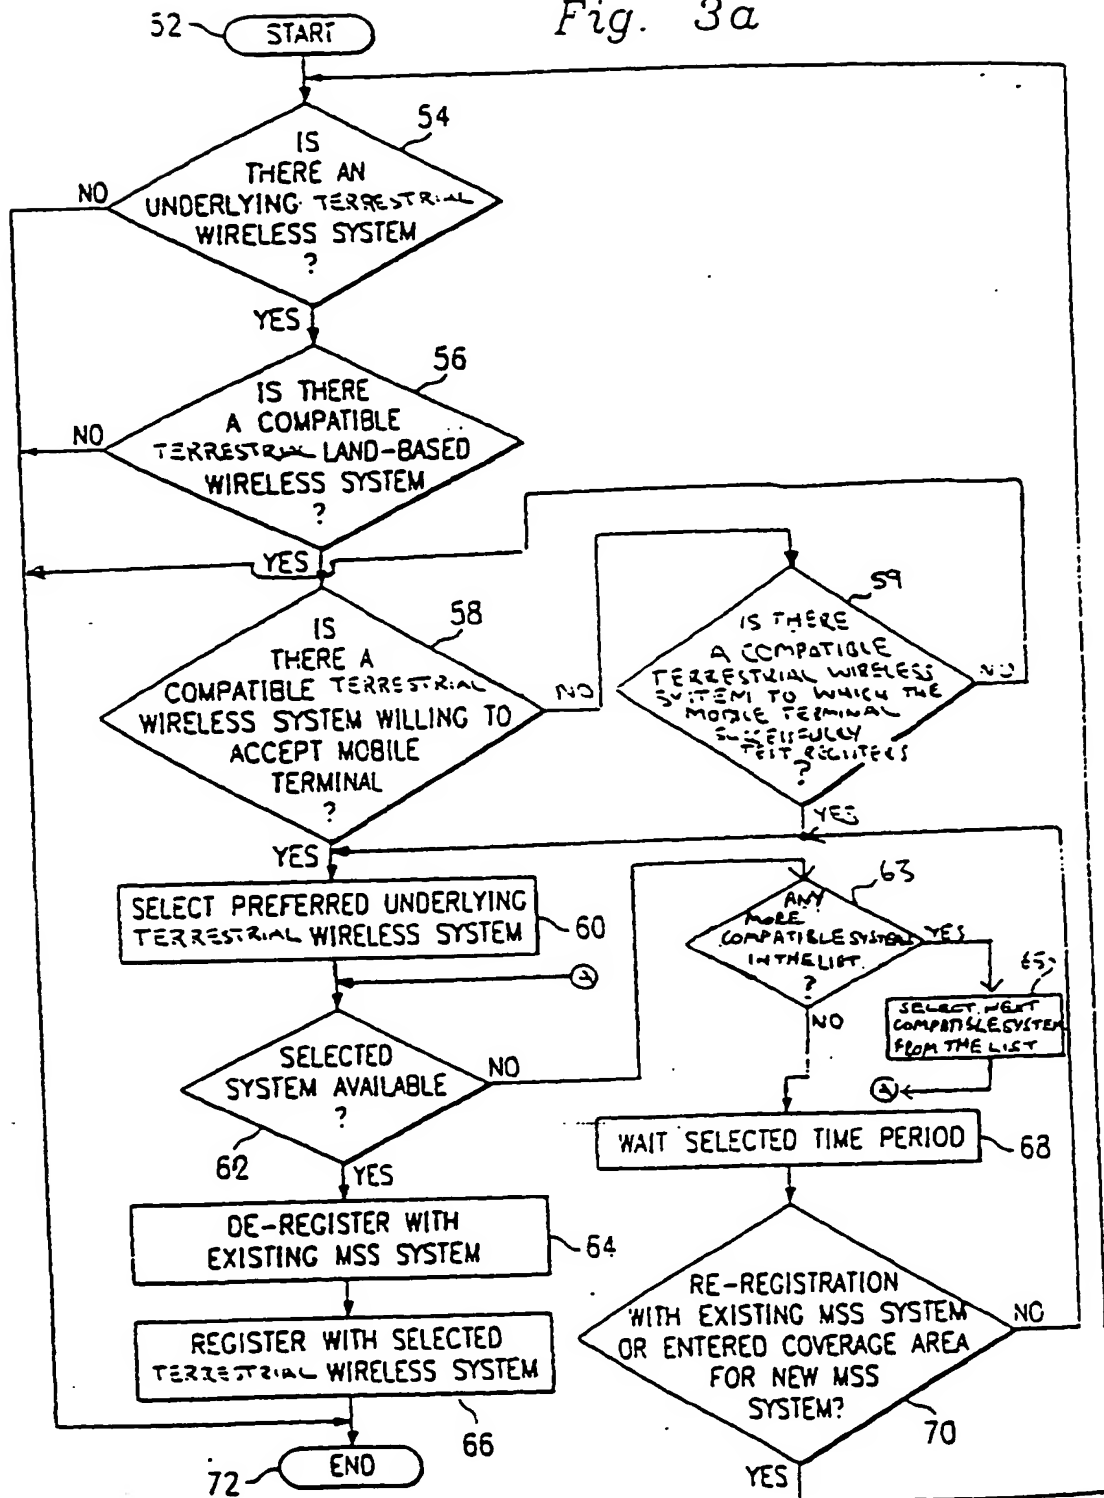 Fig. 3a
52
START
54
IS
THERE AN
UNDERLYING TERRESTRIAL
WIRELESS SYSTEM
?
NO
YES
56
IS THERE
A COMPATIBLE
TERRESTRIAL LAND-BASED
WIRELESS SYSTEM
?
NO
YES
58
IS
THERE A
COMPATIBLE TERRESTRIAL
WIRELESS SYSTEM WILLING TO
ACCEPT MOBILE
TERMINAL
?
NO
YES
59
IS THERE
A COMPATIBLE
TERRESTRIAL WIRELESS
SYSTEM TO WHICH THE
MOBILE TERMINAL
SUCCESSFULLY
TEST REGISTERS
?
NO
YES
SELECT PREFERRED UNDERLYING
TERRESTRIAL WIRELESS SYSTEM
60
63
ANY
MORE
COMPATIBLE SYSTEMS
IN THE LIST
?
YES
NO
65
SELECT NEXT
COMPATIBLE SYSTEM
FROM THE LIST
SELECTED
SYSTEM AVAILABLE
?
NO
62
YES
WAIT SELECTED TIME PERIOD
68
DE-REGISTER WITH
EXISTING MSS SYSTEM
64
REGISTER WITH SELECTED
TERRESTRIAL WIRELESS SYSTEM
66
RE-REGISTRATION
WITH EXISTING MSS SYSTEM
OR ENTERED COVERAGE AREA
FOR NEW MSS
SYSTEM?
NO
70
YES
END
72